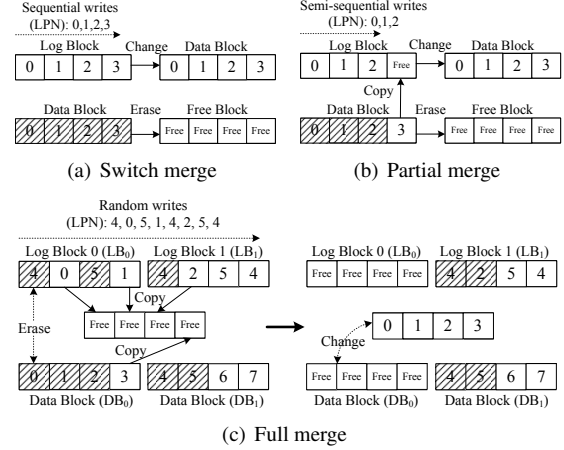 Sequential writes
(LPN): 0,1,2,3
Log Block Change Data Block
0 1 2 3 0 1 2 3
Data Block Erase Free Block
0 1 2 3 Free Free Free Free
(a) Switch merge
Semi-sequential writes
(LPN): 0,1,2
Log Block Change Data Block
0 1 2 Free 0 1 2 3
Copy
Data Block Erase Free Block
0 1 2 3 Free Free Free Free
(b) Partial merge
Random writes
(LPN): 4, 0, 5, 1, 4, 2, 5, 4
Log Block 0 (LB0) Log Block 1 (LB1)
4 0 5 1 4 2 5 4
Copy
Free Free Free Free
Erase
Copy
0 1 2 3 4 5 6 7
Data Block (DB0) Data Block (DB1)
Log Block 0 (LB0) Log Block 1 (LB1)
Free Free Free Free 4 2 5 4
0 1 2 3
Change
Free Free Free Free 4 5 6 7
Data Block (DB0) Data Block (DB1)
(c) Full merge